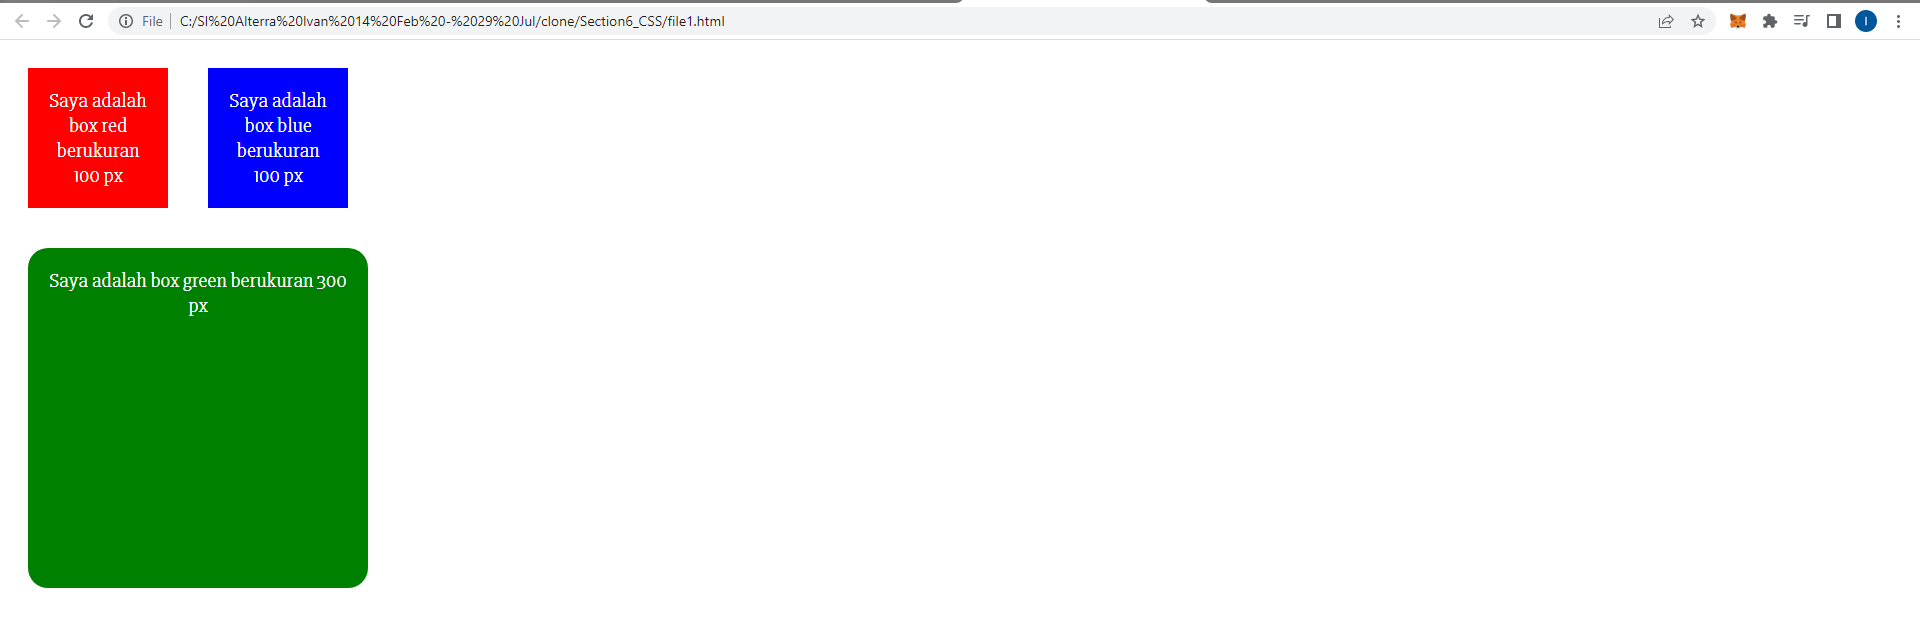 File
C:/SI%20Alterra%20Ivan%2014%20Feb%20-%2029%20Jul/clone/Section6_CSS/file1.html
I
Saya adalah
box red
berukuran
100 px
Saya adalah
box blue
berukuran
100 px
Saya adalah box green berukuran 300
px